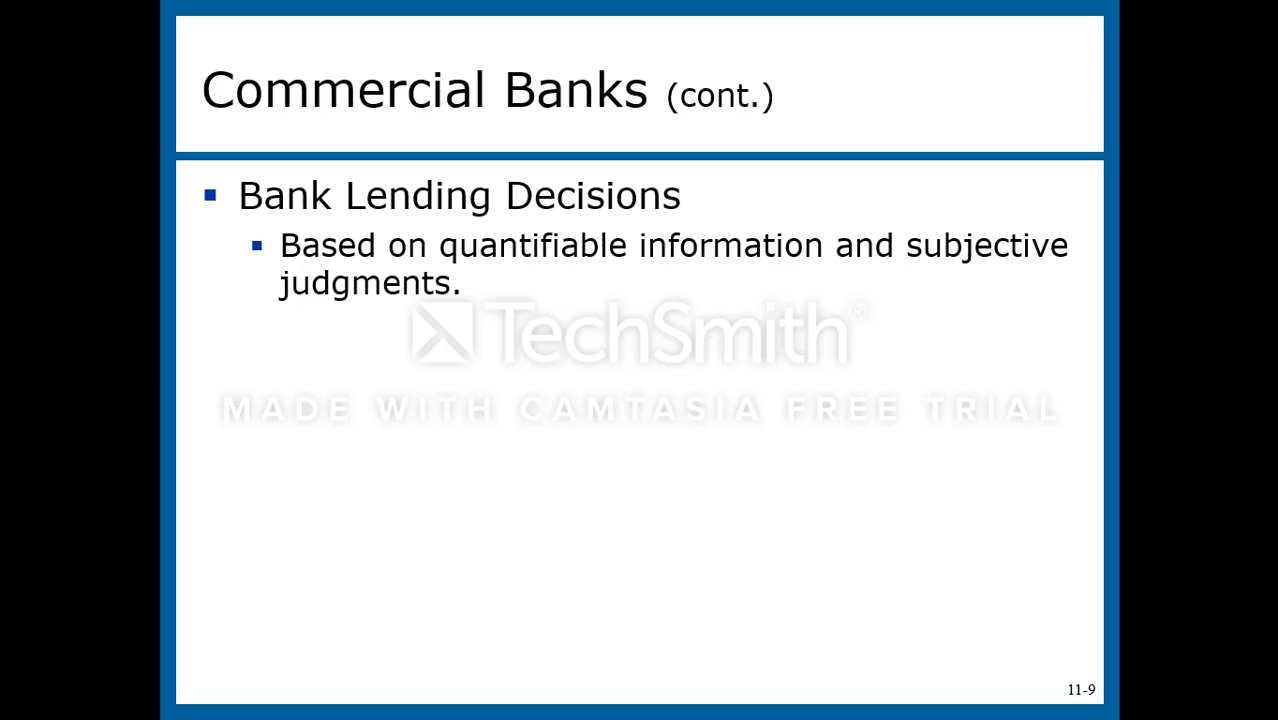 Commercial Banks (cont.)
Bank Lending Decisions
Based on quantifiable information and subjective
judgments.
TechSmith®
MADE WITH CAMTASIA FREE TRIAL
11-9